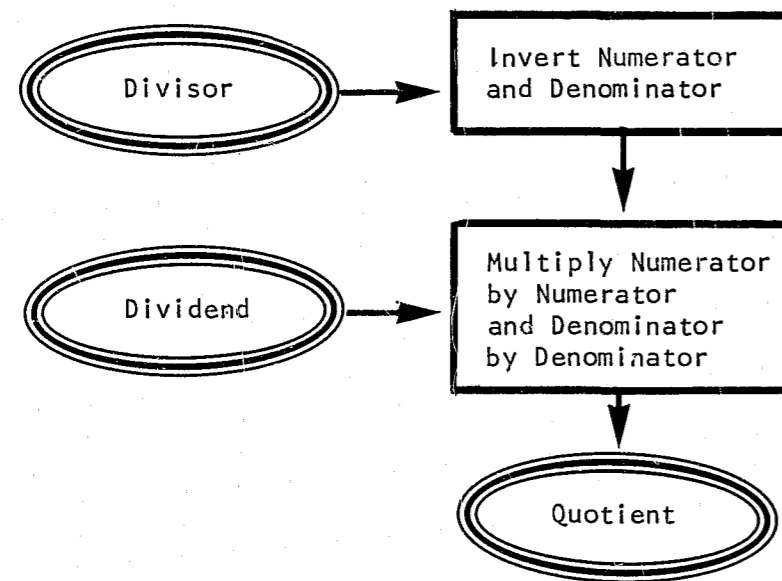 Divisor
Invert Numerator
and Denominator
Dividend
Multiply Numerator
by Numerator
and Denominator
by Denominator
Quotient